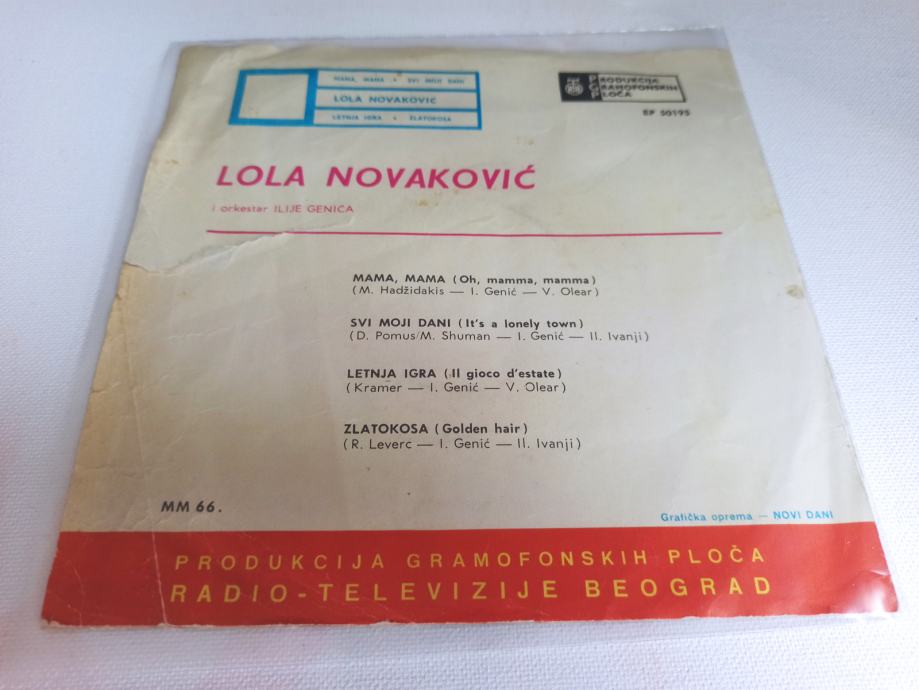 MAMA, MAMA • SVI MOJI DANI
LOLA NOVAKOVIĆ
LETNJA IGRA • ZLATOKOSA
PGP
PRODUKCIJA
GRAMOFONSKIH
PLOČA
EP 50195
LOLA NOVAKOVIĆ
i orkestar ILIJE GENIĆA
MAMA, MAMA (Oh, mamma, mamma)
(M. Hadžidakis — I. Genić — V. Olear)
SVI MOJI DANI (It's a lonely town)
(D. Pomus/M. Shuman — I. Genić — Il. Ivanji)
LETNJA IGRA (Il gioco d'estate)
(Kramer — I. Genić — V. Olear)
ZLATOKOSA (Golden hair)
(R. Leverc — I. Genić — Il. Ivanji)
MM 66.
Grafička oprema — NOVI DANI
PRODUKCIJA GRAMOFONSKIH PLOČA
RADIO-TELEVIZIJE BEOGRAD